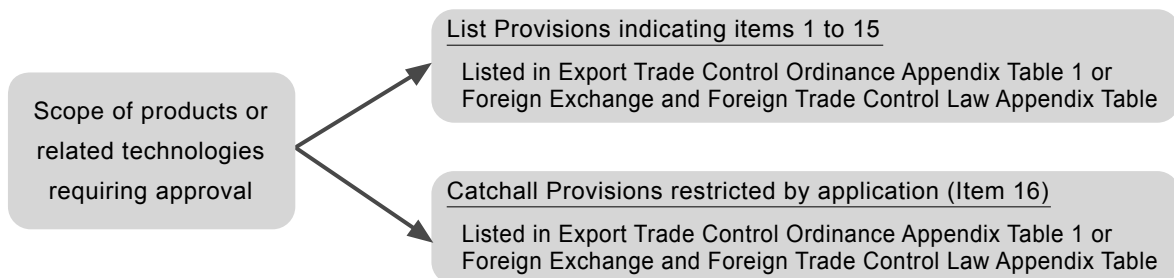 Scope of products or
related technologies
requiring approval
List Provisions indicating items 1 to 15
Listed in Export Trade Control Ordinance Appendix Table 1 or
Foreign Exchange and Foreign Trade Control Law Appendix Table
Catchall Provisions restricted by application (Item 16)
Listed in Export Trade Control Ordinance Appendix Table 1 or
Foreign Exchange and Foreign Trade Control Law Appendix Table